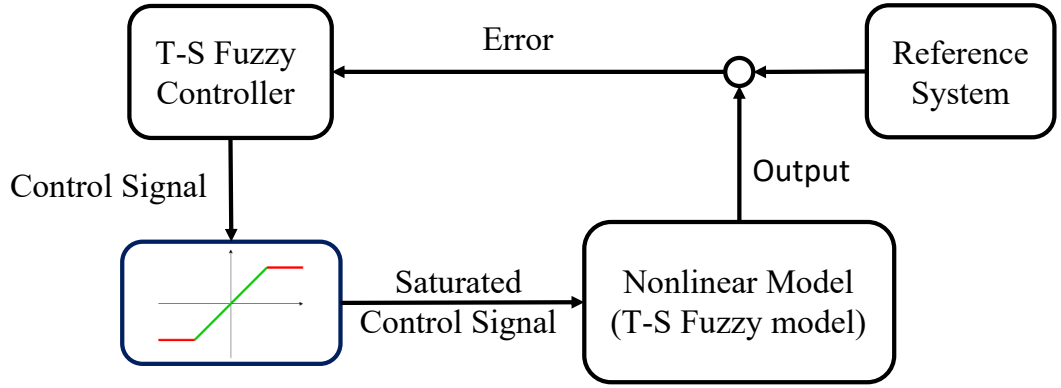 T-S Fuzzy
Controller
Error
Reference
System
Control Signal
Output
Saturated
Control Signal
Nonlinear Model
(T-S Fuzzy model)